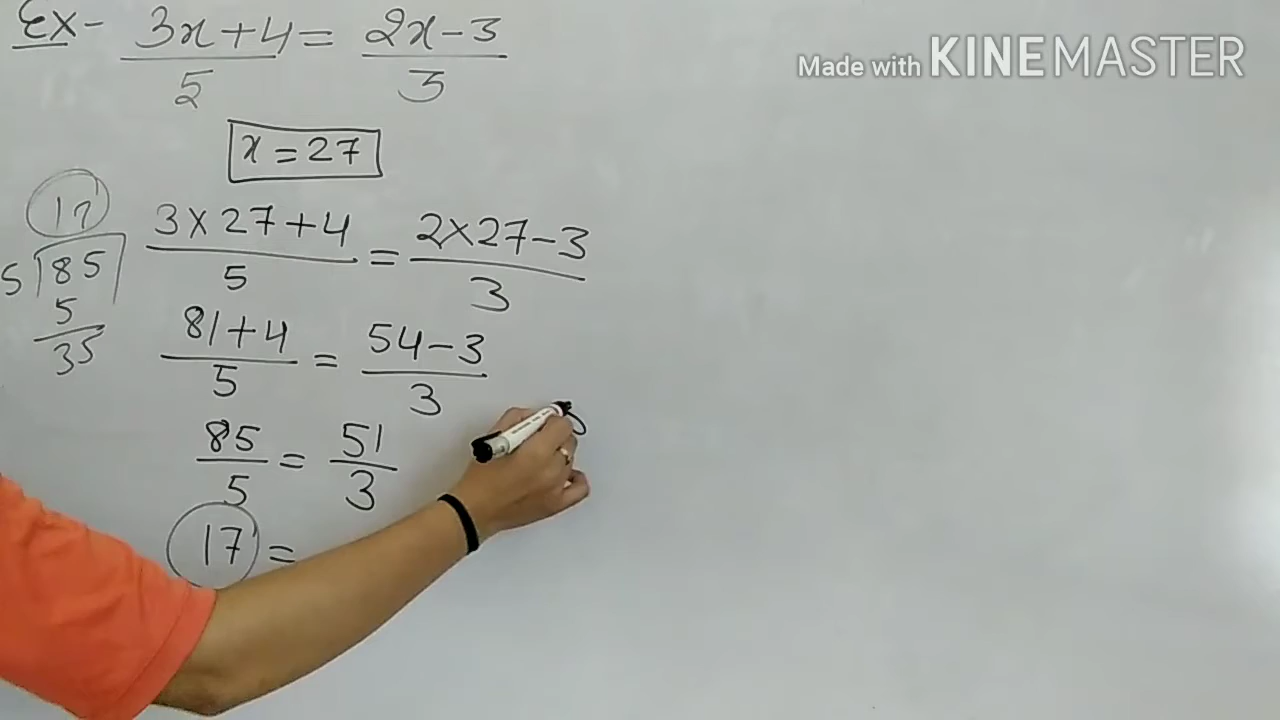 Ex- 3x+4/5 = 2x-3/3
Made with KINEMASTER
x = 27
3×27+4/5 = 2×27-3/3
17
5 85
5
35
81+4/5 = 54-3/3
85/5 = 51/3
17 =